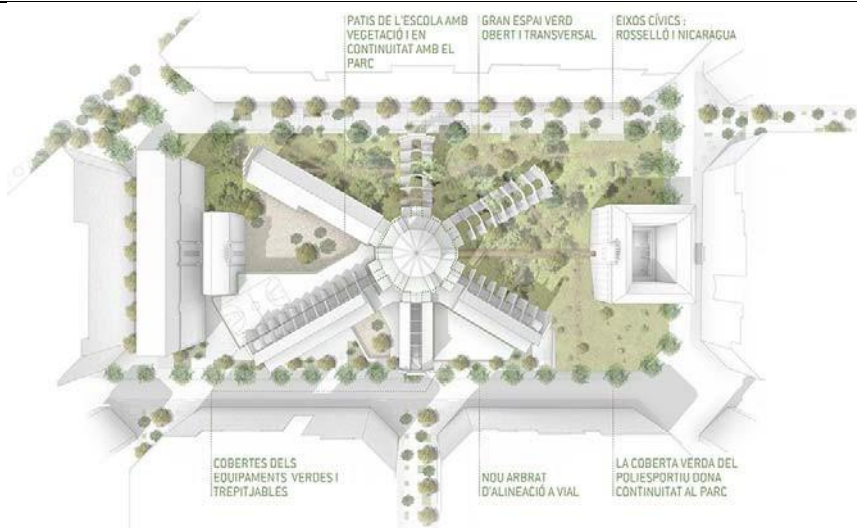 PATIS DE L'ESCOLA AMB
VEGETACIÓ I EN
CONTINUITAT AMB EL
PARC
GRAN ESPAI VERD
OBERT I TRANSVERSAL
EIXOS CÍVICS :
ROSSELLÓ I NICARAGUA
COBERTES DELS
EQUIPAMENTS VERDES I
TREPITJABLES
NOU ARBRAT
D'ALINEACIÓ A VIAL
LA COBERTA VERDA DEL
POLIESPORTIU DONA
CONTINUITAT AL PARC